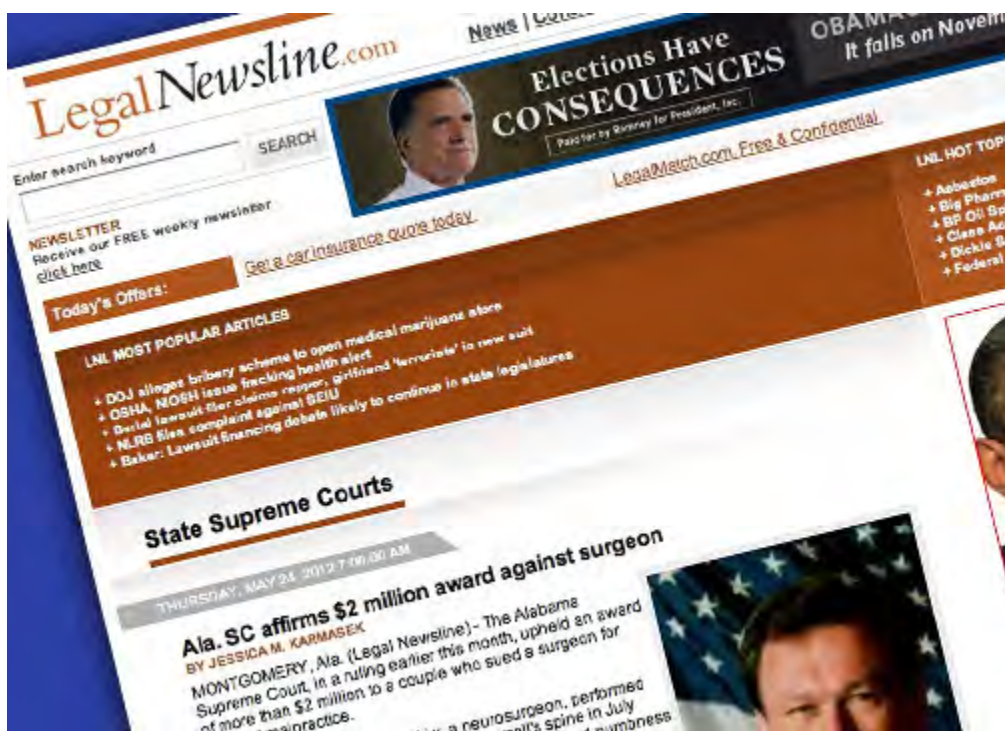 LegalNewsline.com
News |
Elections Have
CONSEQUENCES
Paid for by Romney for President, Inc.
It falls on Novem
Enter search keyword
SEARCH
NEWSLETTER
Receive our FREE weekly newsletter
click here
Today's Offers:
Get a car insurance quote today
LegalMatch.com, Free & Confidential
LNL MOST POPULAR ARTICLES
+ DOJ alleges bribery scheme to open medical marijuana store
+ OSHA, NIOSH issue fracking health alert
+ Serial lawsuit filer claims rapper, girlfriend 'terrorists' in new suit
+ NLRB files complaint against SEIU
+ Baker: Lawsuit financing debate likely to continue in state legislatures
LNL HOT TOP
+ Asbestos
+ Big Pharm
+ BP Oil Sp
+ Class Ac
+ Dickie S
+ Federal
State Supreme Courts
THURSDAY, MAY 24, 2012 7:00:00 AM
Ala. SC affirms $2 million award against surgeon
BY JESSICA M. KARMASEK
MONTGOMERY, Ala. (Legal Newsline) - The Alabama
Supreme Court, in a ruling earlier this month, upheld an award
of more than $2 million to a couple who sued a surgeon for
malpractice.
a neurosurgeon, performed
spine in July
numbness